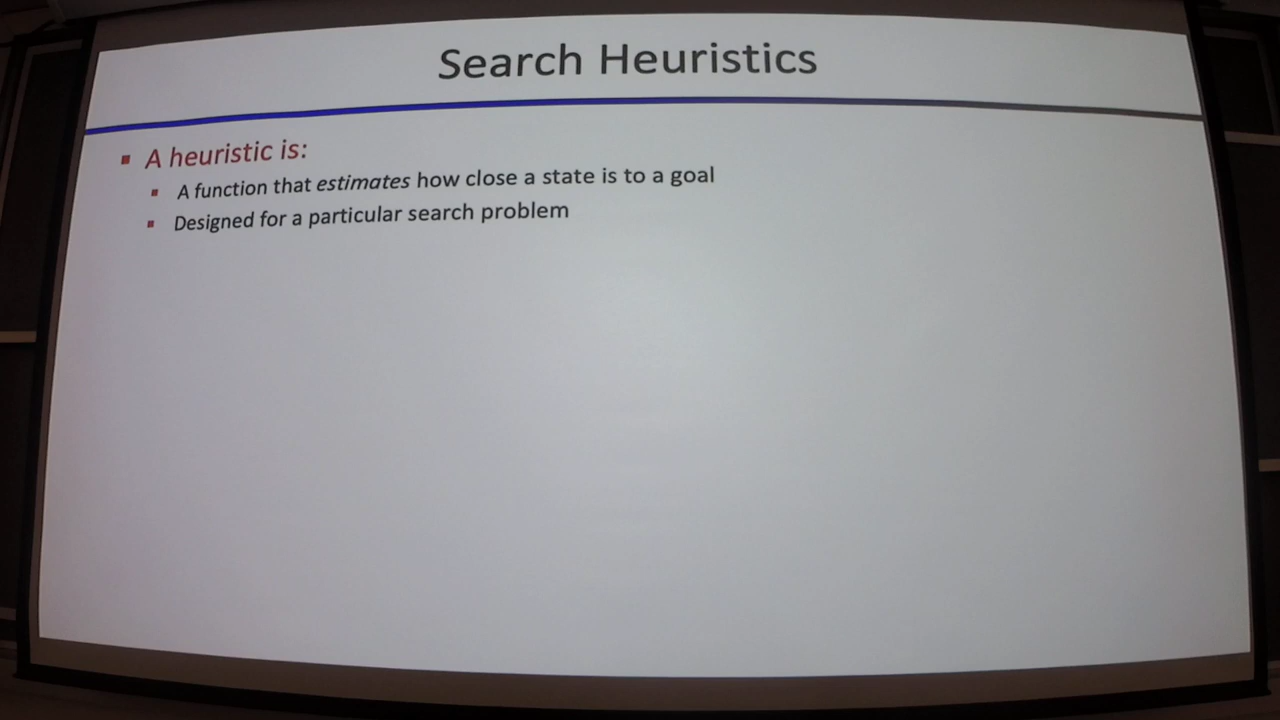 Search Heuristics
▪ A heuristic is:
▪ A function that estimates how close a state is to a goal
▪ Designed for a particular search problem